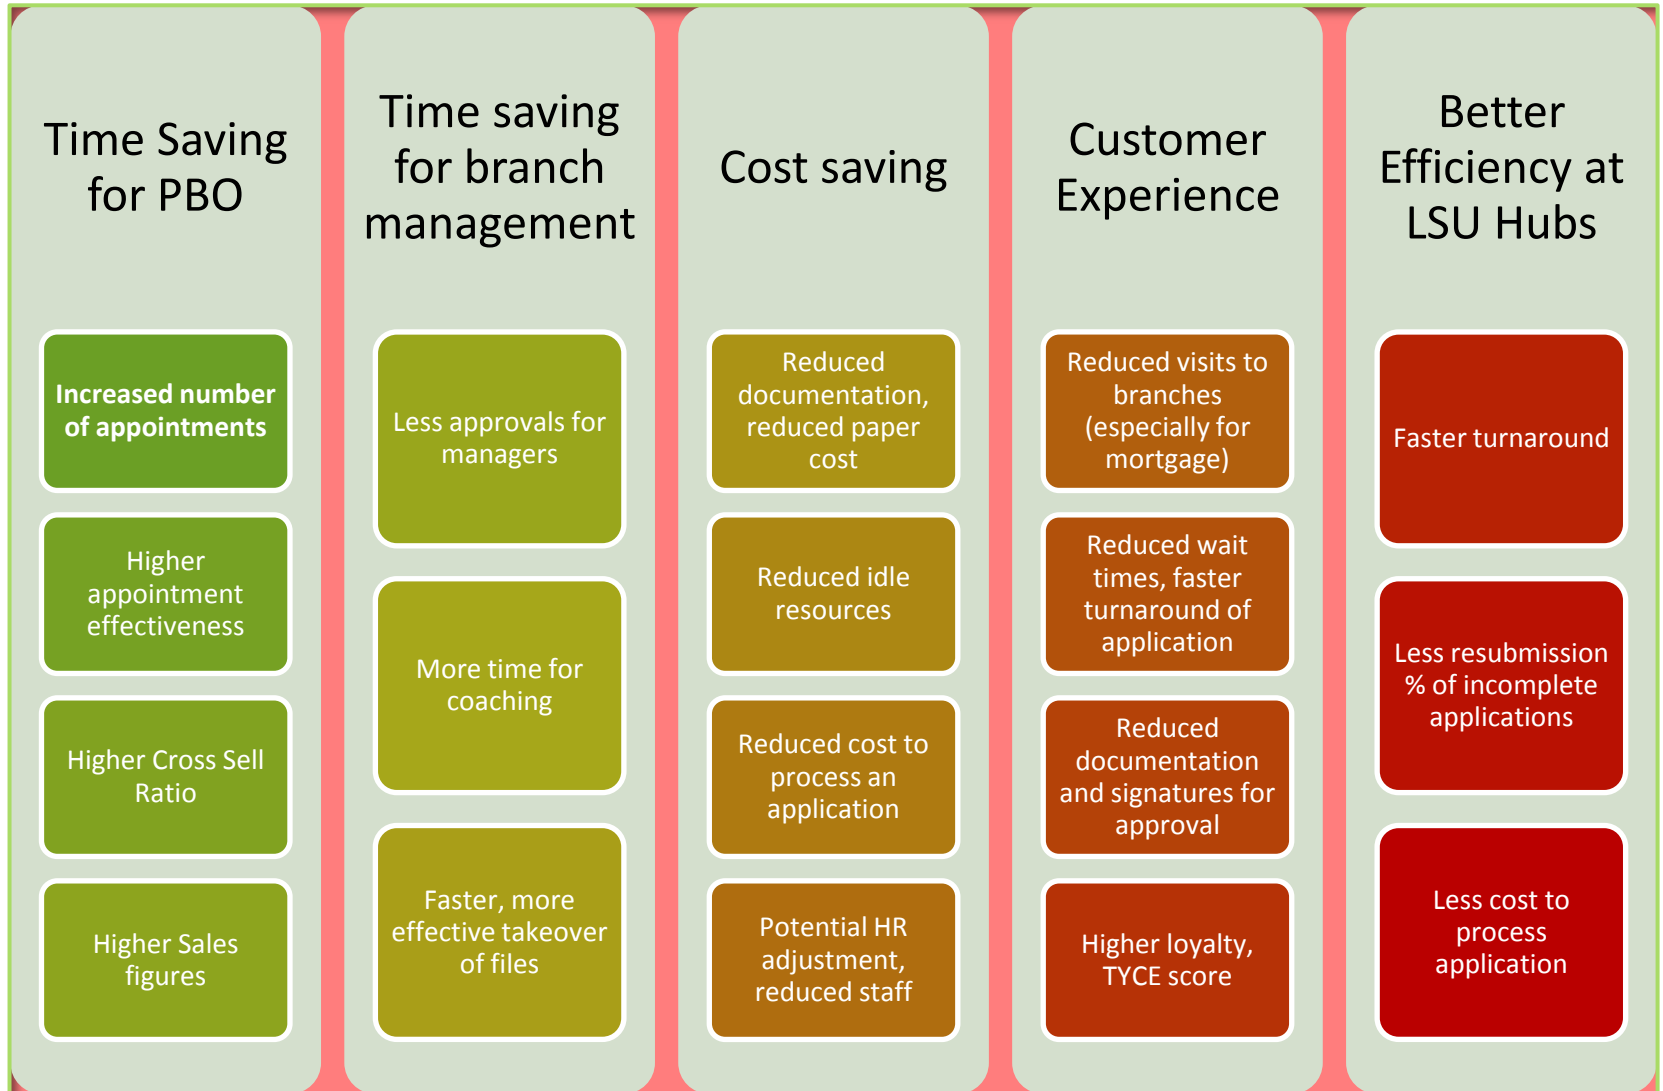 Time Saving
for PBO
Increased number
of appointments
Higher
appointment
effectiveness
Higher Cross Sell
Ratio
Higher Sales
figures
Time saving
for branch
management
Less approvals for
managers
More time for
coaching
Faster, more
effective takeover
of files
Cost saving
Reduced
documentation,
reduced paper
cost
Reduced idle
resources
Reduced cost to
process an
application
Potential HR
adjustment,
reduced staff
Customer
Experience
Reduced visits to
branches
(especially for
mortgage)
Reduced wait
times, faster
turnaround of
application
Reduced
documentation
and signatures for
approval
Higher loyalty,
TYCE score
Better
Efficiency at
LSU Hubs
Faster turnaround
Less resubmission
% of incomplete
applications
Less cost to
process
application